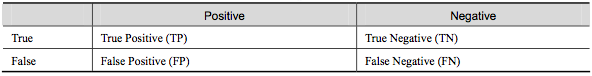 Positive Negative
True True Positive (TP) True Negative (TN)
False False Positive (FP) False Negative (FN)